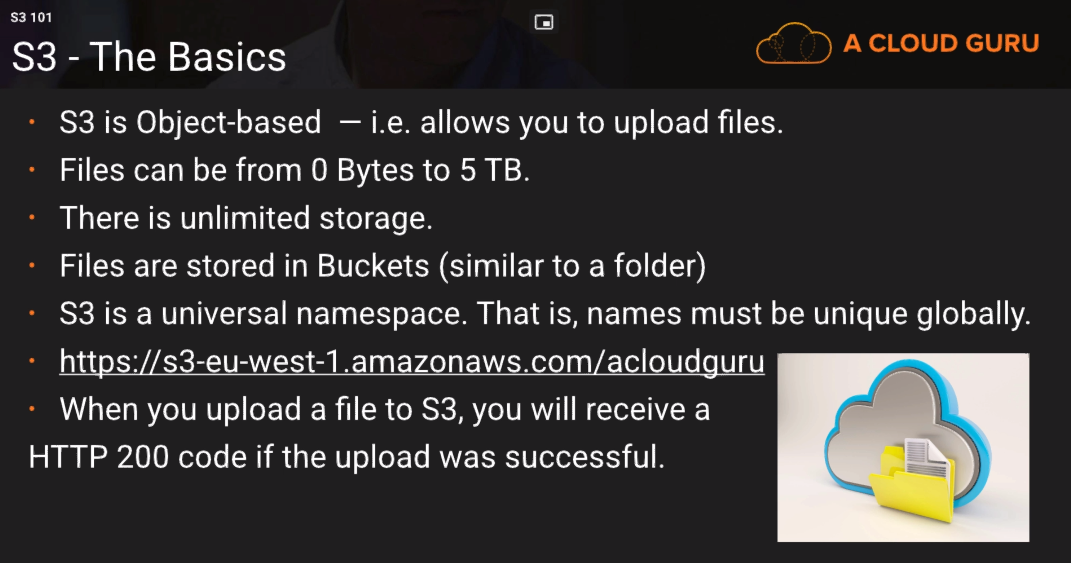 S3 101
S3 - The Basics
A CLOUD GURU
• S3 is Object-based — i.e. allows you to upload files.
• Files can be from 0 Bytes to 5 TB.
• There is unlimited storage.
• Files are stored in Buckets (similar to a folder)
• S3 is a universal namespace. That is, names must be unique globally.
• https://s3-eu-west-1.amazonaws.com/acloudguru
• When you upload a file to S3, you will receive a
HTTP 200 code if the upload was successful.